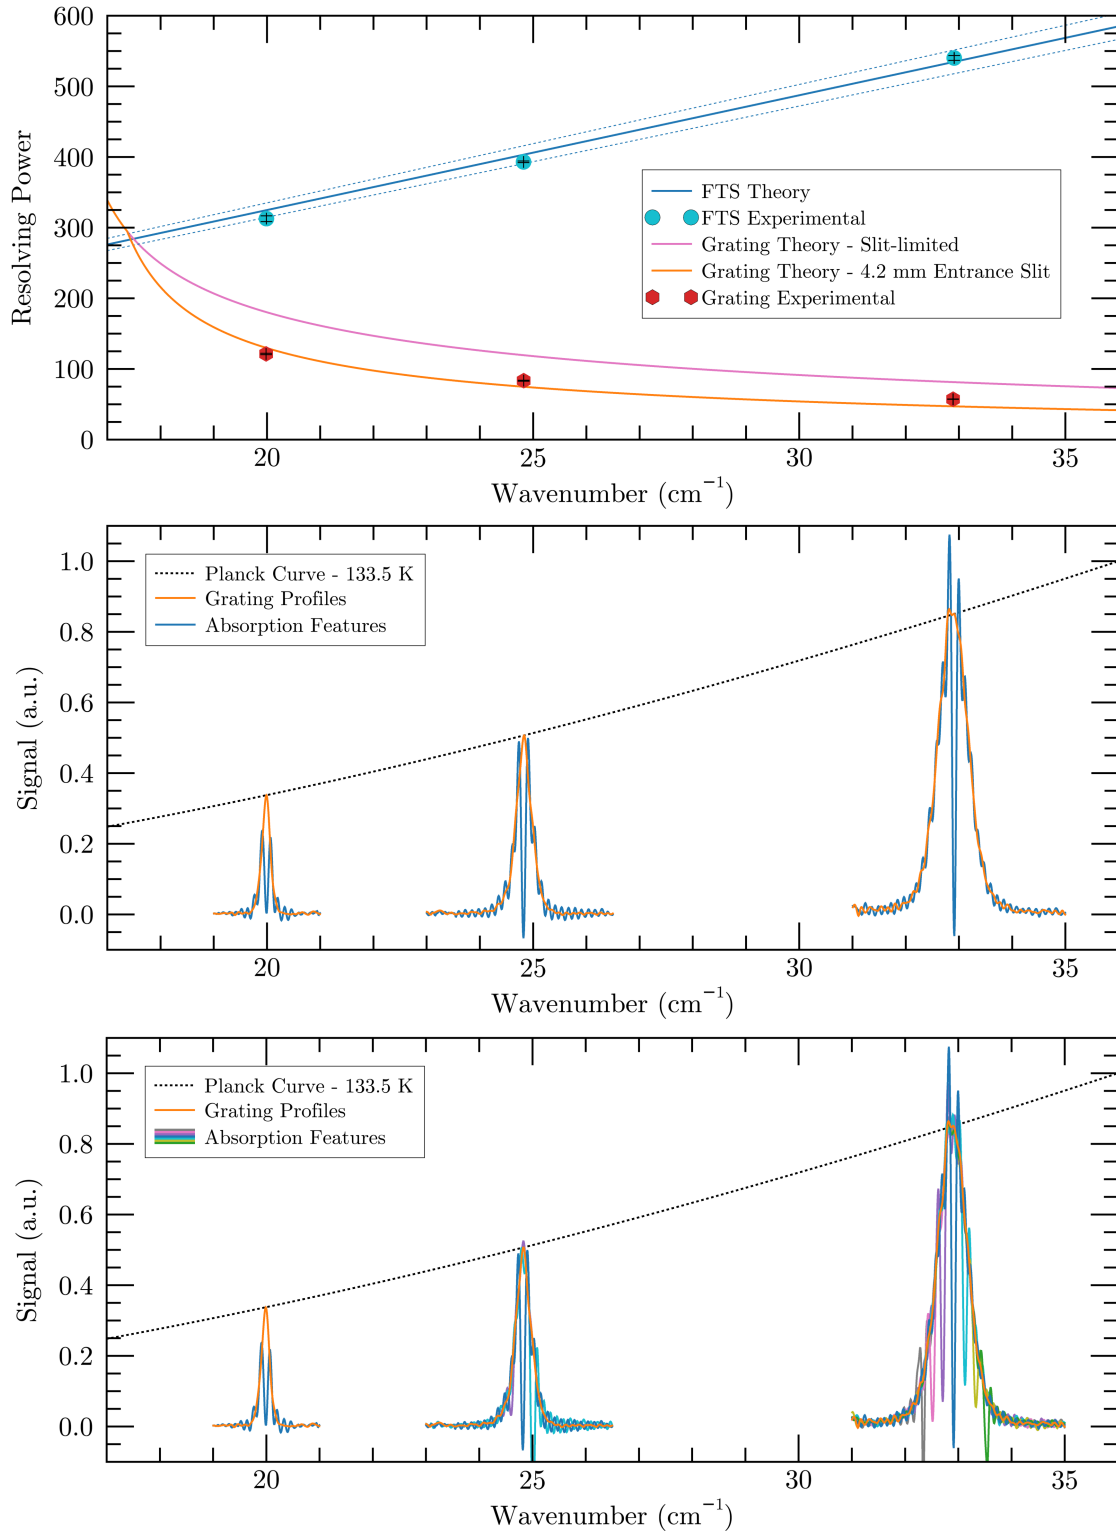 600
500
400
300
200
100
0
Resolving Power
FTS Theory
FTS Experimental
Grating Theory - Slit-limited
Grating Theory - 4.2 mm Entrance Slit
Grating Experimental
20 25 30 35
Wavenumber (cm⁻¹)
1.0
0.8
0.6
0.4
0.2
0.0
Signal (a.u.)
Planck Curve - 133.5 K
Grating Profiles
Absorption Features
20 25 30 35
Wavenumber (cm⁻¹)
1.0
0.8
0.6
0.4
0.2
0.0
Signal (a.u.)
Planck Curve - 133.5 K
Grating Profiles
Absorption Features
20 25 30 35
Wavenumber (cm⁻¹)